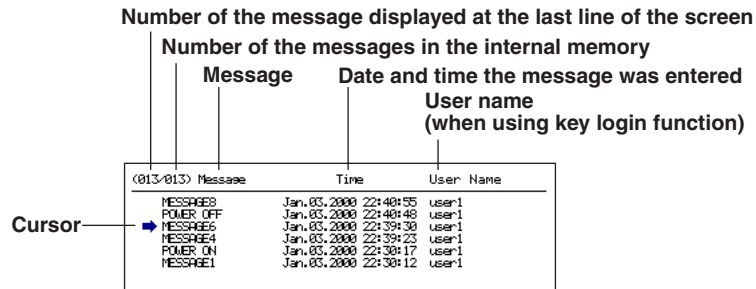 Number of the message displayed at the last line of the screen
Number of the messages in the internal memory
Message Date and time the message was entered
User name
(when using key login function)
(013/013) Message Time User Name
MESSAGE8 Jan.03.2000 22:40:55 user1
POWER OFF Jan.03.2000 22:40:48 user1
Cursor MESSAGE6 Jan.03.2000 22:39:30 user1
MESSAGE4 Jan.03.2000 22:39:23 user1
POWER ON Jan.03.2000 22:30:17 user1
MESSAGE1 Jan.03.2000 22:30:12 user1